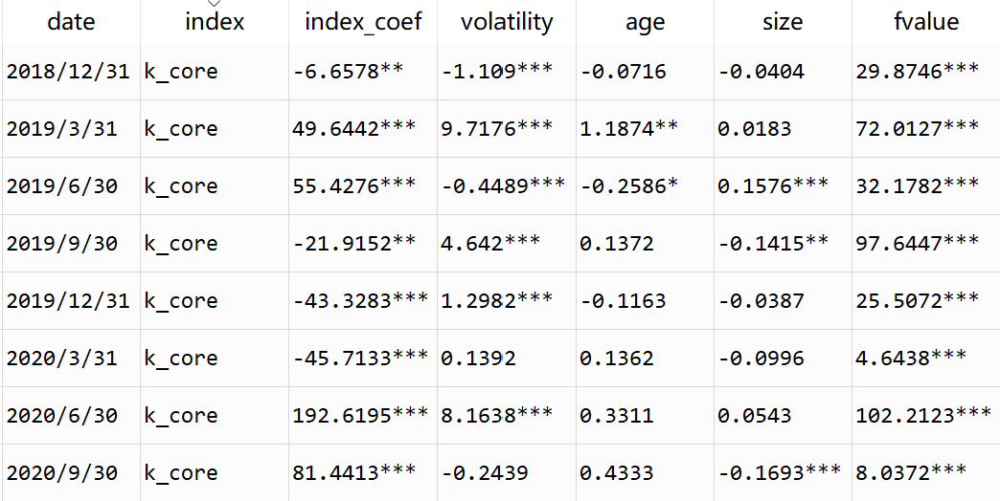 date index index_coef volatility age size fvalue
2018/12/31 k_core -6.6578** -1.109*** -0.0716 -0.0404 29.8746***
2019/3/31 k_core 49.6442*** 9.7176*** 1.1874** 0.0183 72.0127***
2019/6/30 k_core 55.4276*** -0.4489*** -0.2586* 0.1576*** 32.1782***
2019/9/30 k_core -21.9152** 4.642*** 0.1372 -0.1415** 97.6447***
2019/12/31 k_core -43.3283*** 1.2982*** -0.1163 -0.0387 25.5072***
2020/3/31 k_core -45.7133*** 0.1392 0.1362 -0.0996 4.6438***
2020/6/30 k_core 192.6195*** 8.1638*** 0.3311 0.0543 102.2123***
2020/9/30 k_core 81.4413*** -0.2439 0.4333 -0.1693*** 8.0372***